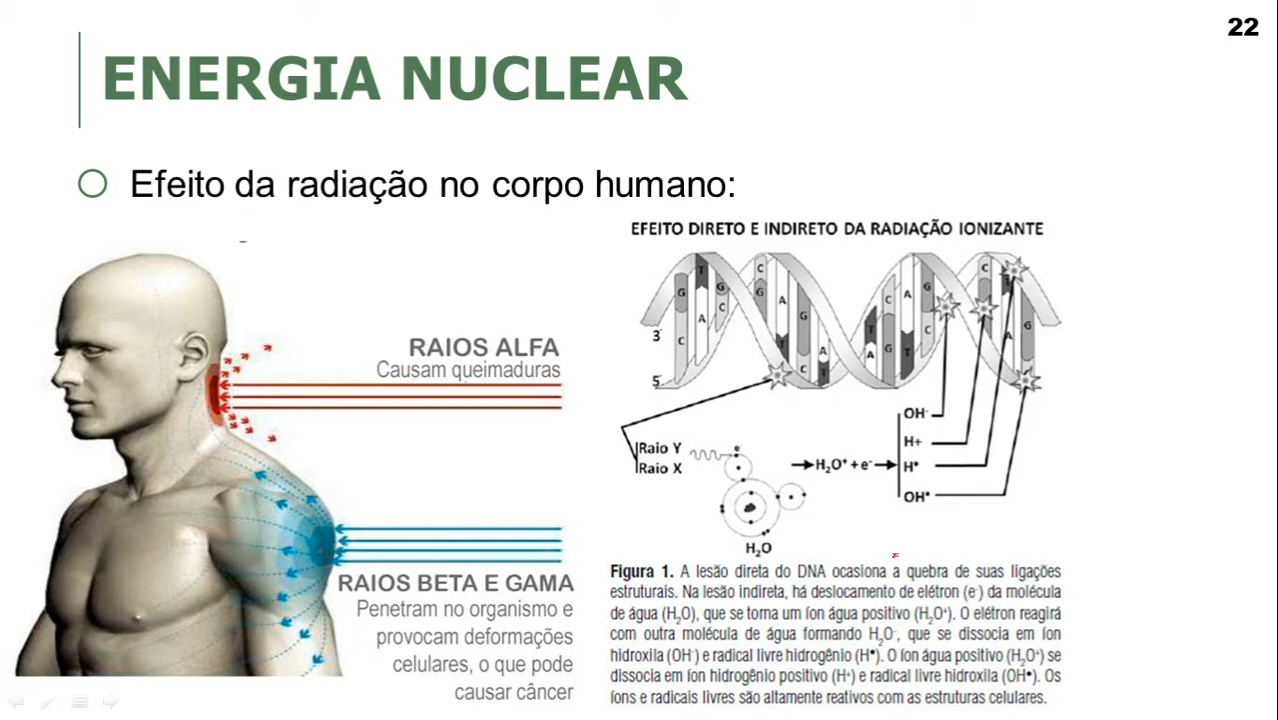 22
ENERGIA NUCLEAR
Efeito da radiação no corpo humano:
RAIOS ALFA
Causam queimaduras
RAIOS BETA E GAMA
Penetram no organismo e
provocam deformações
celulares, o que pode
causar câncer
EFEITO DIRETO E INDIRETO DA RADIAÇÃO IONIZANTE
G
C
T
A
G
C
C
G
A
T
G
C
A
T
T
A
C
G
A
T
G
C
C
T
A
G
3'
5'
Raio Y
Raio X
e-
H₂O
H₂O⁺ + e⁻
OH-
H+
H•
OH•
Figura 1. A lesão direta do DNA ocasiona a quebra de suas ligações
estruturais. Na lesão indireta, há deslocamento de elétron (e⁻) da molécula
de água (H₂O), que se torna um íon água positivo (H₂O⁺). O elétron reagirá
com outra molécula de água formando H₂O⁻, que se dissocia em íon
hidroxila (OH⁻) e radical livre hidrogênio (H•). O íon água positivo (H₂O⁺) se
dissocia em íon hidrogênio positivo (H⁺) e radical livre hidroxila (OH•). Os
íons e radicais livres são altamente reativos com as estruturas celulares.